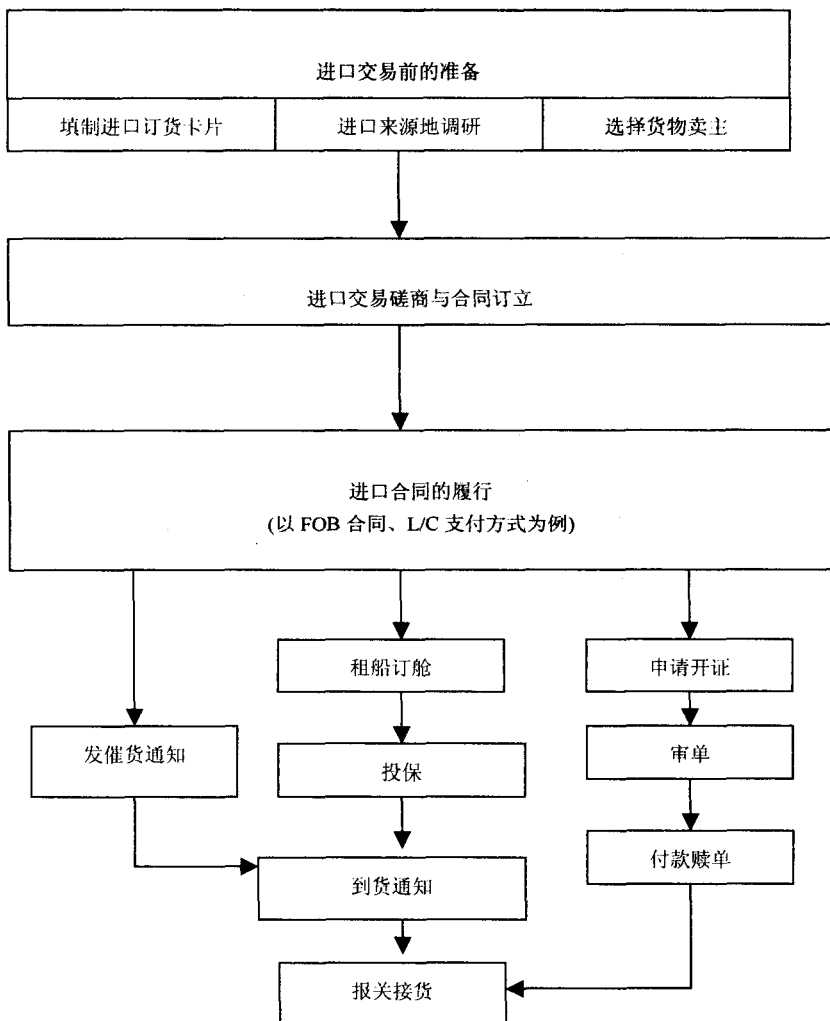 进口交易前的准备
填制进口订货卡片
进口来源地调研
选择货物卖主
进口交易磋商与合同订立
进口合同的履行
(以 FOB 合同、L/C 支付方式为例)
租船订舱
申请开证
发催货通知
投保
审单
到货通知
付款赎单
报关接货